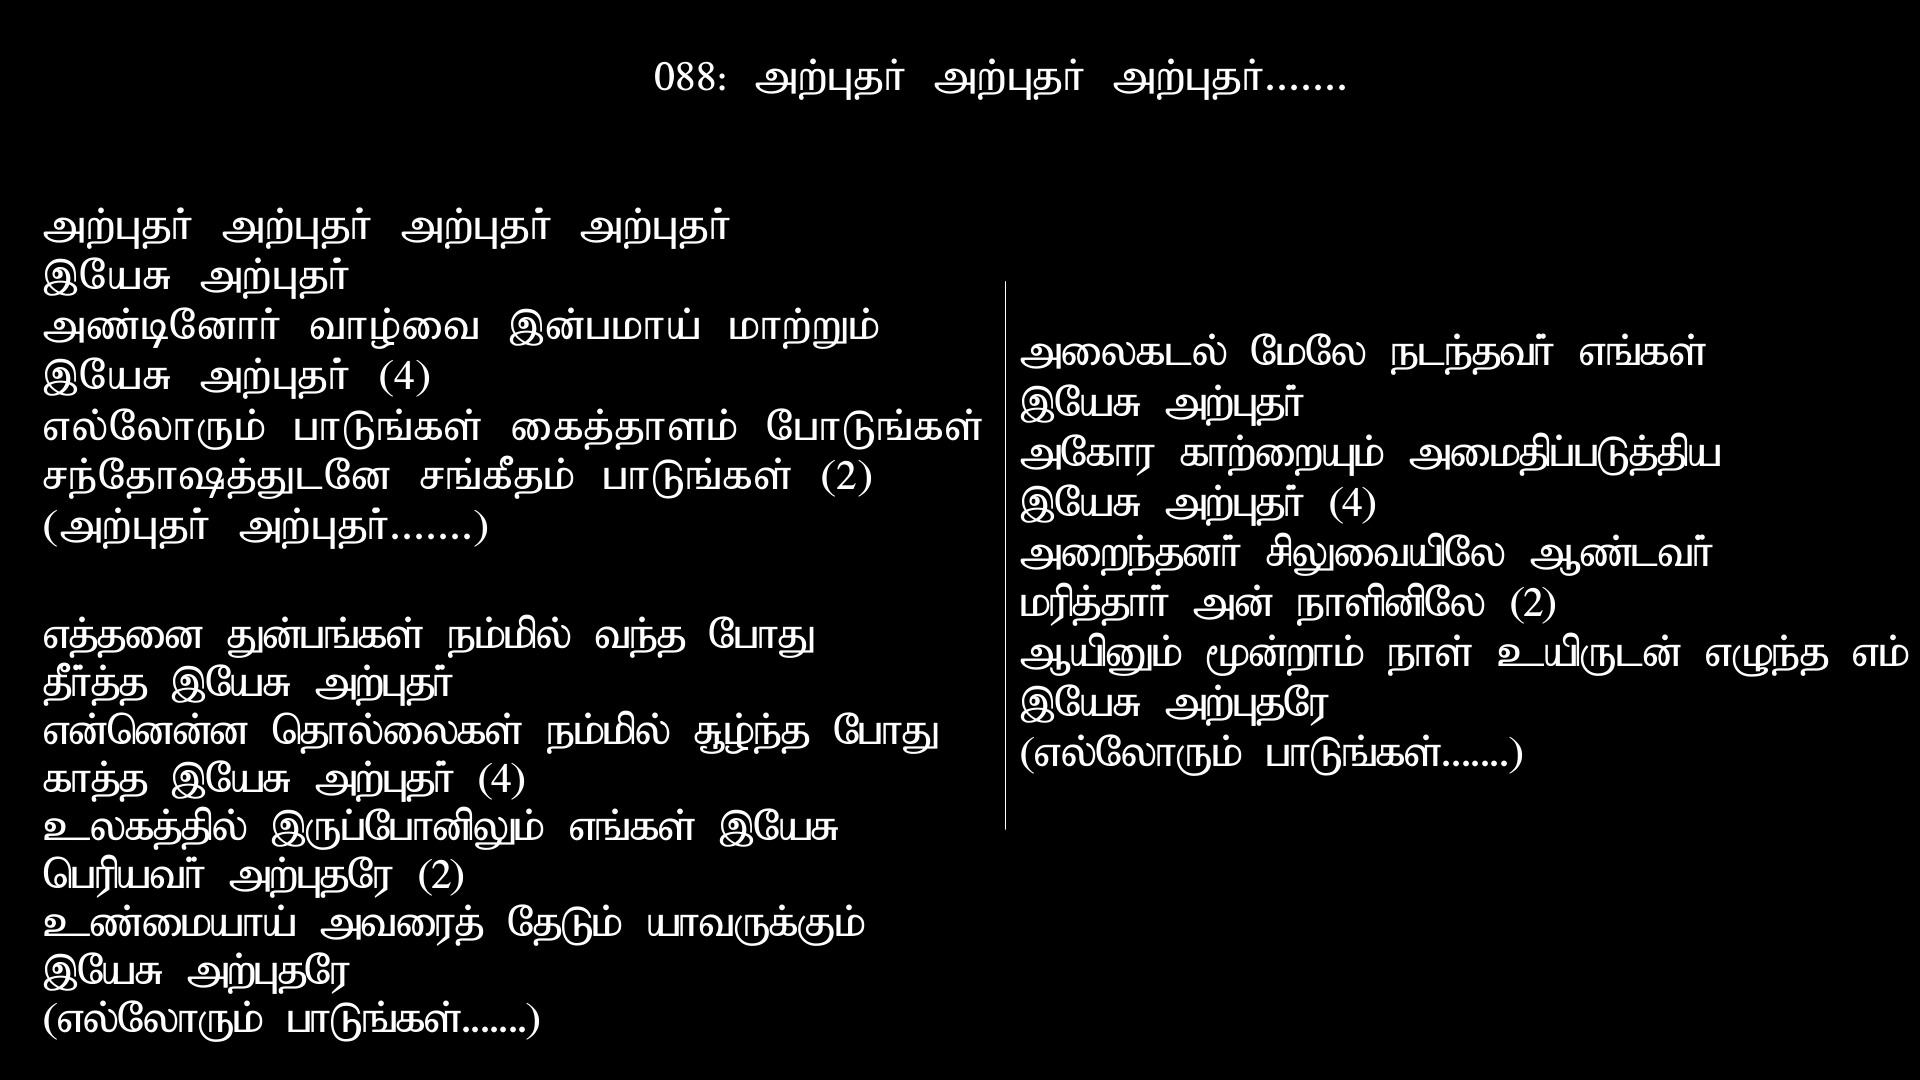 088: அற்புதர் அற்புதர் அற்புதர்.......
அற்புதர் அற்புதர் அற்புதர் அற்புதர்
இயேசு அற்புதர்
அண்டினோர் வாழ்வை இன்பமாய் மாற்றும்
இயேசு அற்புதர் (4)
எல்லோரும் பாடுங்கள் கைத்தாளம் போடுங்கள்
சந்தோஷத்துடனே சங்கீதம் பாடுங்கள் (2)
(அற்புதர் அற்புதர்.......)
எத்தனை துன்பங்கள் நம்மில் வந்த போது
தீர்த்த இயேசு அற்புதர்
என்னென்ன தொல்லைகள் நம்மில் சூழ்ந்த போது
காத்த இயேசு அற்புதர் (4)
உலகத்தில் இருப்போனிலும் எங்கள் இயேசு
பெரியவர் அற்புதரே (2)
உண்மையாய் அவரைத் தேடும் யாவருக்கும்
இயேசு அற்புதரே
(எல்லோரும் பாடுங்கள்.......)
அலைகடல் மேலே நடந்தவர் எங்கள்
இயேசு அற்புதர்
அகோர காற்றையும் அமைதிப்படுத்திய
இயேசு அற்புதர் (4)
அறைந்தனர் சிலுவையிலே ஆண்டவர்
மரித்தார் அன் நாளினிலே (2)
ஆயினும் மூன்றாம் நாள் உயிருடன் எழுந்த எம்
இயேசு அற்புதரே
(எல்லோரும் பாடுங்கள்.......)